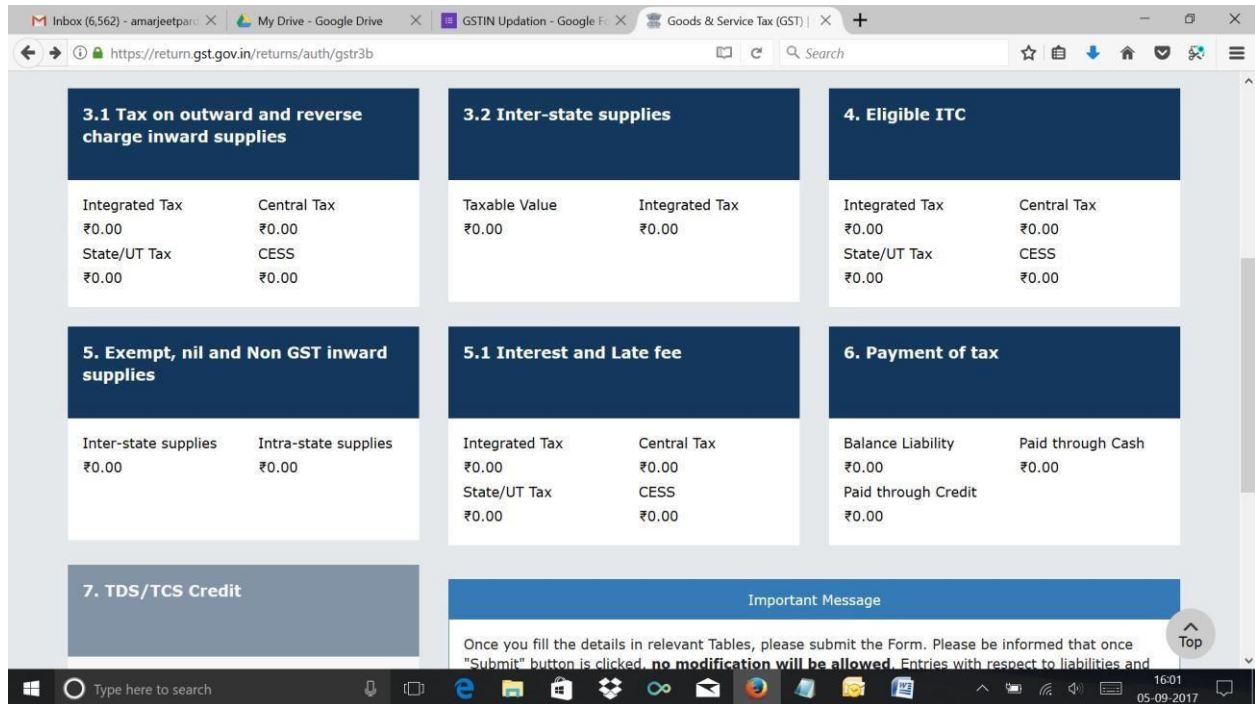 Inbox (6,562) - amarjeetpard
My Drive - Google Drive
GSTIN Updation - Google Fo
Goods & Service Tax (GST) |
https://return.gst.gov.in/returns/auth/gstr3b
Search
3.1 Tax on outward and reverse
charge inward supplies
Integrated Tax Central Tax
₹0.00 ₹0.00
State/UT Tax CESS
₹0.00 ₹0.00
3.2 Inter-state supplies
Taxable Value Integrated Tax
₹0.00 ₹0.00
4. Eligible ITC
Integrated Tax Central Tax
₹0.00 ₹0.00
State/UT Tax CESS
₹0.00 ₹0.00
5. Exempt, nil and Non GST inward
supplies
Inter-state supplies Intra-state supplies
₹0.00 ₹0.00
5.1 Interest and Late fee
Integrated Tax Central Tax
₹0.00 ₹0.00
State/UT Tax CESS
₹0.00 ₹0.00
6. Payment of tax
Balance Liability Paid through Cash
₹0.00 ₹0.00
Paid through Credit
₹0.00
7. TDS/TCS Credit
Important Message
Once you fill the details in relevant Tables, please submit the Form. Please be informed that once
"Submit" button is clicked, no modification will be allowed. Entries with respect to liabilities and
Top
Type here to search
16:01
05-09-2017